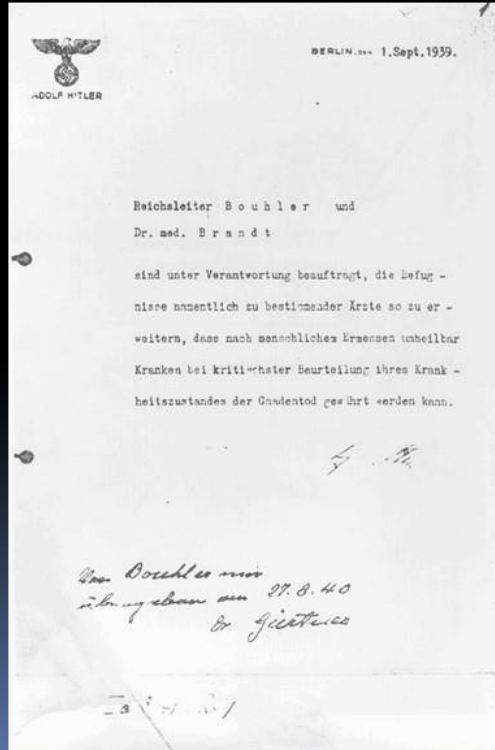 BERLIN, den 1.Sept.1939.
ADOLF HITLER
Reichsleiter B o u h l e r und
Dr. med. B r a n d t
sind unter Verantwortung beauftragt, die Befug -
nisse namentlich zu bestimmender Ärzte so zu er -
weitern, dass nach menschlichem Ermessen unheilbar
Kranken bei kritischster Beurteilung ihres Krank -
heitszustandes der Gnadentod gewährt werden kann.
Von Bouhler mir
übergeben am 27.8.40
Dr. Gürtner